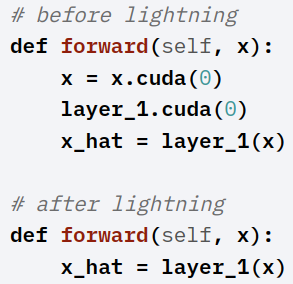 # before lightning
def forward(self, x):
    x = x.cuda(0)
    layer_1.cuda(0)
    x_hat = layer_1(x)

# after lightning
def forward(self, x):
    x_hat = layer_1(x)